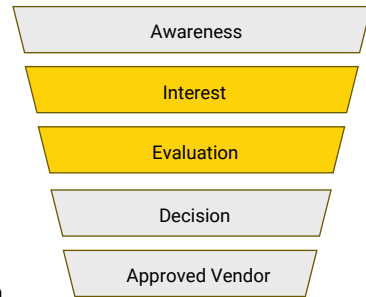 Awareness
Interest
Evaluation
Decision
Approved Vendor